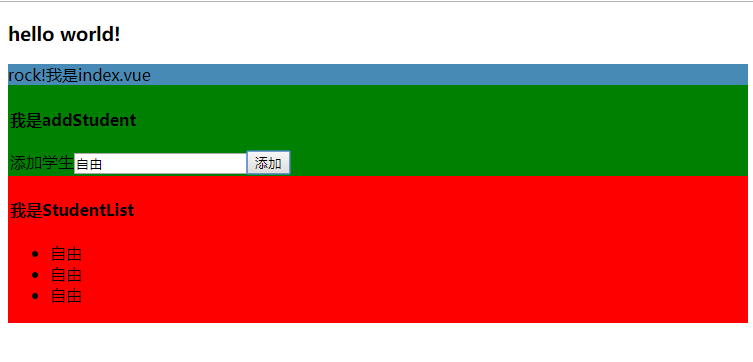 hello world!
rock!我是index.vue
我是addStudent
添加学生自由 添加
我是StudentList
自由
自由
自由